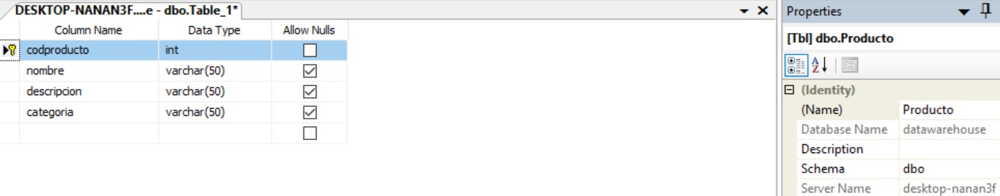 DESKTOP-NANAN3F....e - dbo.Table_1*
Column Name Data Type Allow Nulls
codproducto int
nombre varchar(50)
descripcion varchar(50)
categoria varchar(50)
Properties
[Tbl] dbo.Producto
(Identity)
(Name) Producto
Database Name datawarehouse
Description
Schema dbo
Server Name desktop-nanan3f